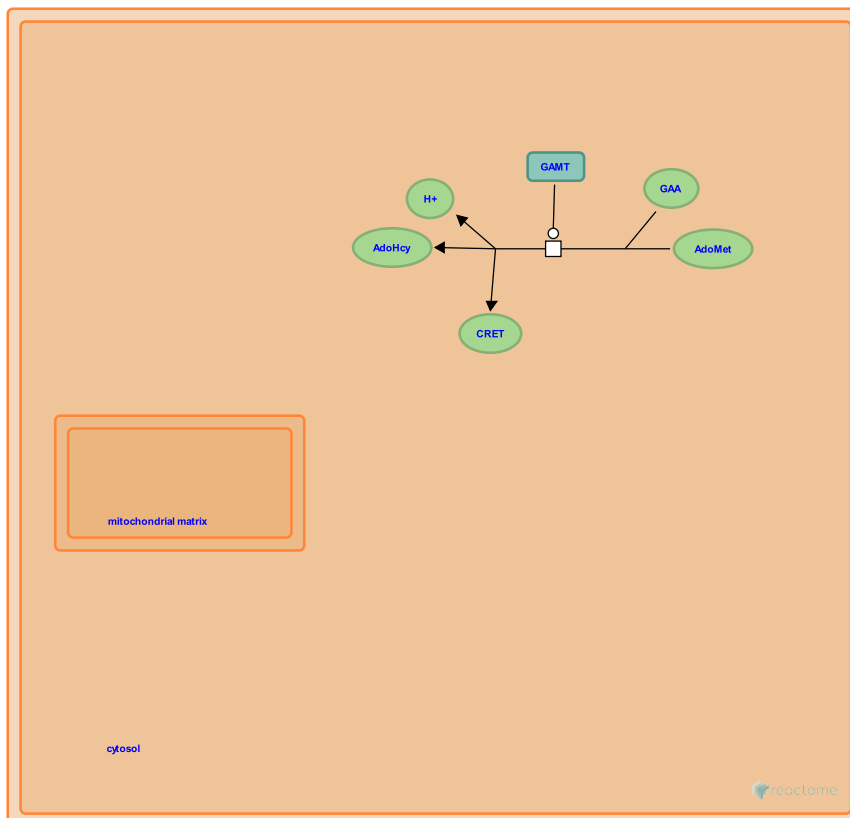 GAMT
GAA
H+
AdoHcy
AdoMet
CRET
mitochondrial matrix
cytosol
reactome